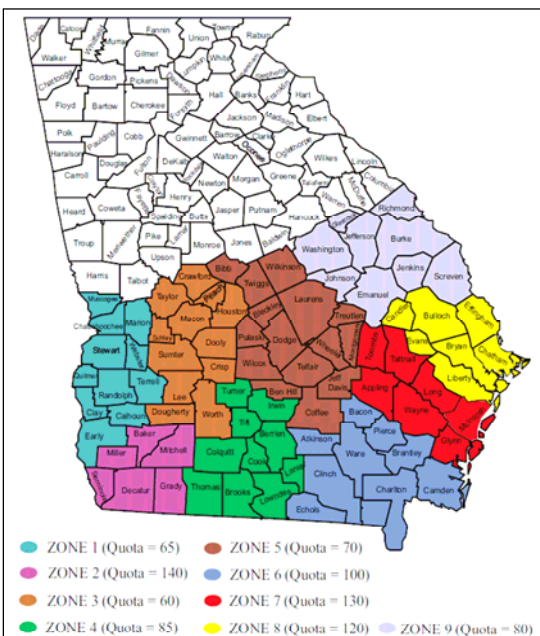 Dade Catoosa Whitfield Murray Fannin Union Towns Rabun
Walker Gilmer Lumpkin White Habersham
Chattooga Gordon Pickens Dawson Stephens
Floyd Bartow Cherokee Forsyth Hall Banks Franklin Hart
Polk Paulding Cobb Jackson Madison Elbert
Haralson Gwinnett Barrow Clarke Oglethorpe
Carroll Douglas Fulton DeKalb Walton Oconee Wilkes Lincoln
Clayton Newton Morgan Greene Columbia
Heard Coweta Fayette Henry McDuffie
Spalding Butts Jasper Putnam Hancock Warren Richmond
Troup Meriwether Pike Lamar Monroe Jones Baldwin Washington Jefferson Burke
Upson
Harris Talbot Crawford Bibb Wilkinson Johnson Jenkins Screven
Muscogee Taylor Peach Twiggs Emanuel
Chattahoochee Marion Macon Houston Bleckley Laurens Treutlen Candler Bulloch Effingham
Stewart Webster Schley Dooly Pulaski Dodge Wheeler Montgomery Toombs Evans Bryan Chatham
Quitman Sumter Crisp Wilcox Telfair Tattnall Liberty
Randolph Terrell Lee Turner Ben Hill Jeff Davis Appling Long
Clay Calhoun Dougherty Worth Irwin Coffee Bacon Wayne McIntosh
Early Baker Tift Berrien Atkinson Pierce Glynn
Miller Mitchell Colquitt Cook Lanier Ware Brantley
Seminole Decatur Grady Thomas Brooks Lowndes Clinch Charlton Camden
Echols
ZONE 1 (Quota = 65) ZONE 5 (Quota = 70)
ZONE 2 (Quota = 140) ZONE 6 (Quota = 100)
ZONE 3 (Quota = 60) ZONE 7 (Quota = 130)
ZONE 4 (Quota = 85) ZONE 8 (Quota = 120) ZONE 9 (Quota = 80)